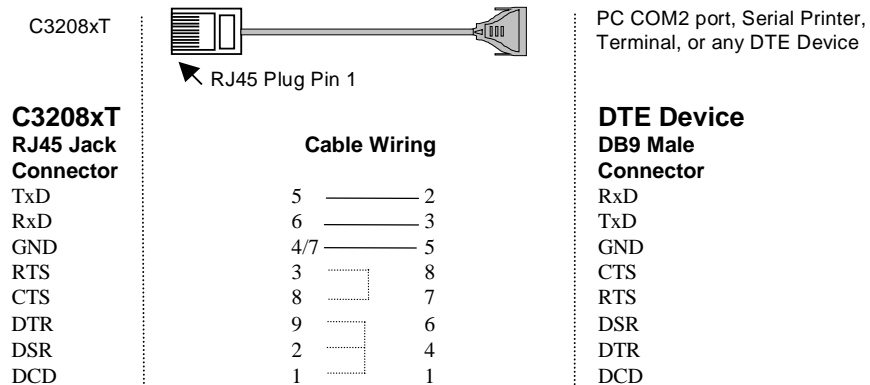 C3208xT
PC COM2 port, Serial Printer,
Terminal, or any DTE Device
RJ45 Plug Pin 1
C3208xT DTE Device
RJ45 Jack Cable Wiring DB9 Male
Connector Connector
TxD 5 2 RxD
RxD 6 3 TxD
GND 4/7 5 GND
RTS 3 8 CTS
CTS 8 7 RTS
DTR 9 6 DSR
DSR 2 4 DTR
DCD 1 1 DCD